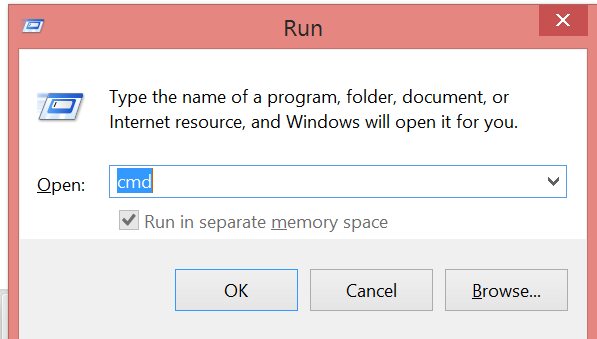 Run
Type the name of a program, folder, document, or
Internet resource, and Windows will open it for you.
Open: cmd
Run in separate memory space
OK Cancel Browse...